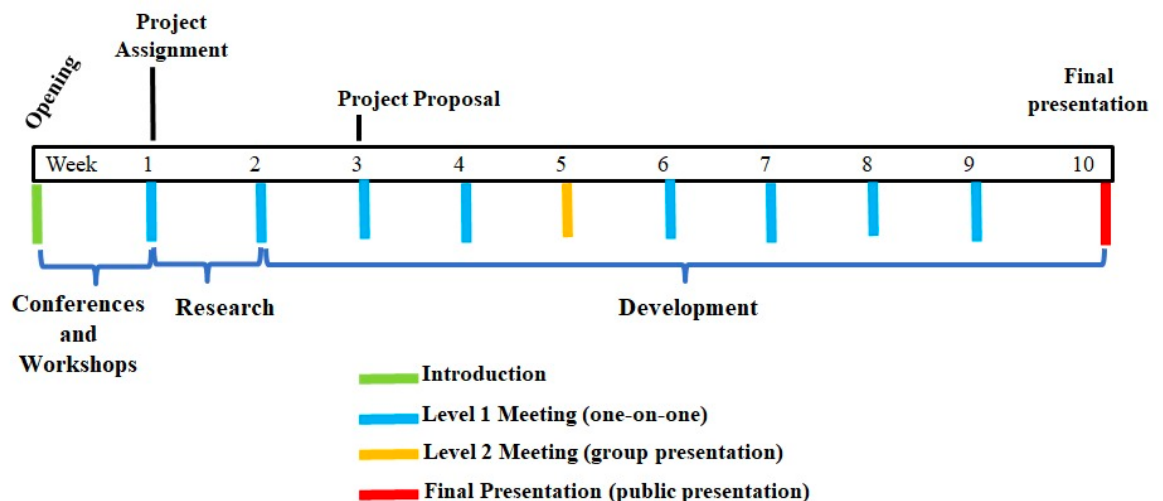 Opening
Project
Assignment
Project Proposal
Final
presentation
Week 1 2 3 4 5 6 7 8 9 10
Conferences
and
Workshops
Research
Development
Introduction
Level 1 Meeting (one-on-one)
Level 2 Meeting (group presentation)
Final Presentation (public presentation)